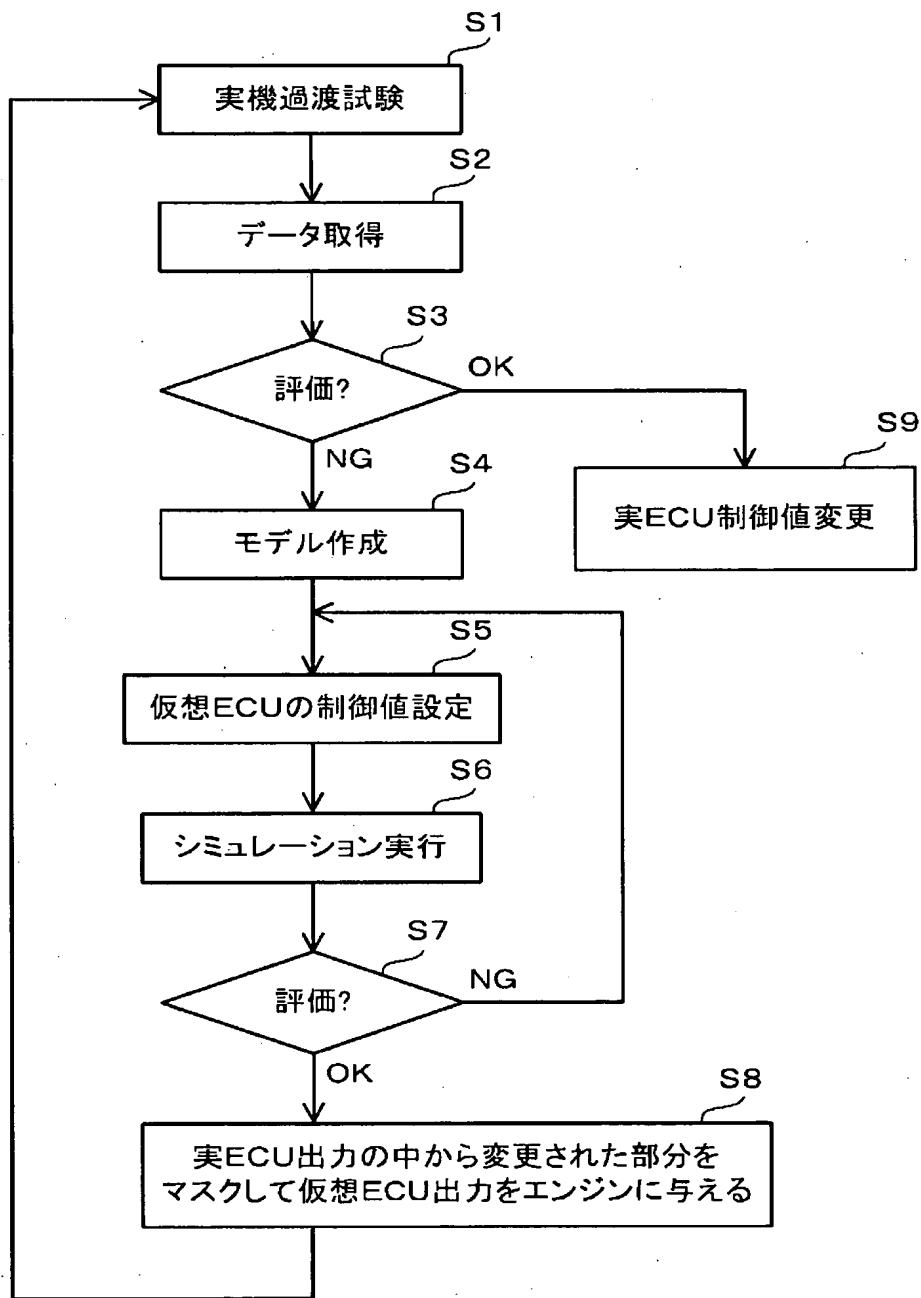 S1
実機過渡試験
S2
データ取得
S3
評価?
OK
NG
S9
実ECU制御値変更
S4
モデル作成
S5
仮想ECUの制御値設定
S6
シミュレーション実行
S7
評価?
NG
OK
S8
実ECU出力の中から変更された部分を
マスクして仮想ECU出力をエンジンに与える